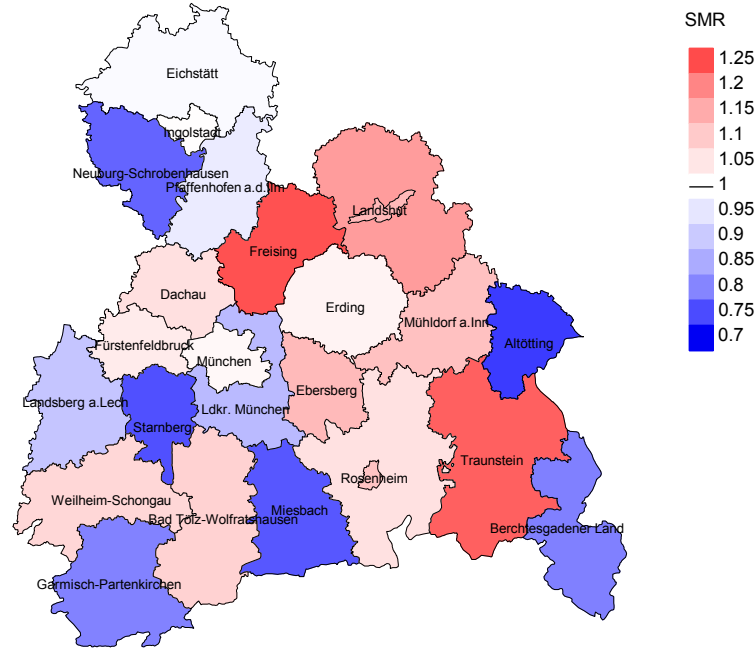 SMR
1.25
1.2
1.15
1.1
1.05
1
0.95
0.9
0.85
0.8
0.75
0.7
Eichstätt
Ingolstadt
Neuburg-Schrobenhausen
Pfaffenhofen a.d.Ilm
Landshut
Freising
Dachau
Erding
Mühldorf a.Inn
Altötting
Fürstenfeldbruck
München
Ebersberg
Landsberg a.Lech
Ldkr. München
Starnberg
Traunstein
Rosenheim
Weilheim-Schongau
Miesbach
Bad Tölz-Wolfratshausen
Berchtesgadener Land
Garmisch-Partenkirchen